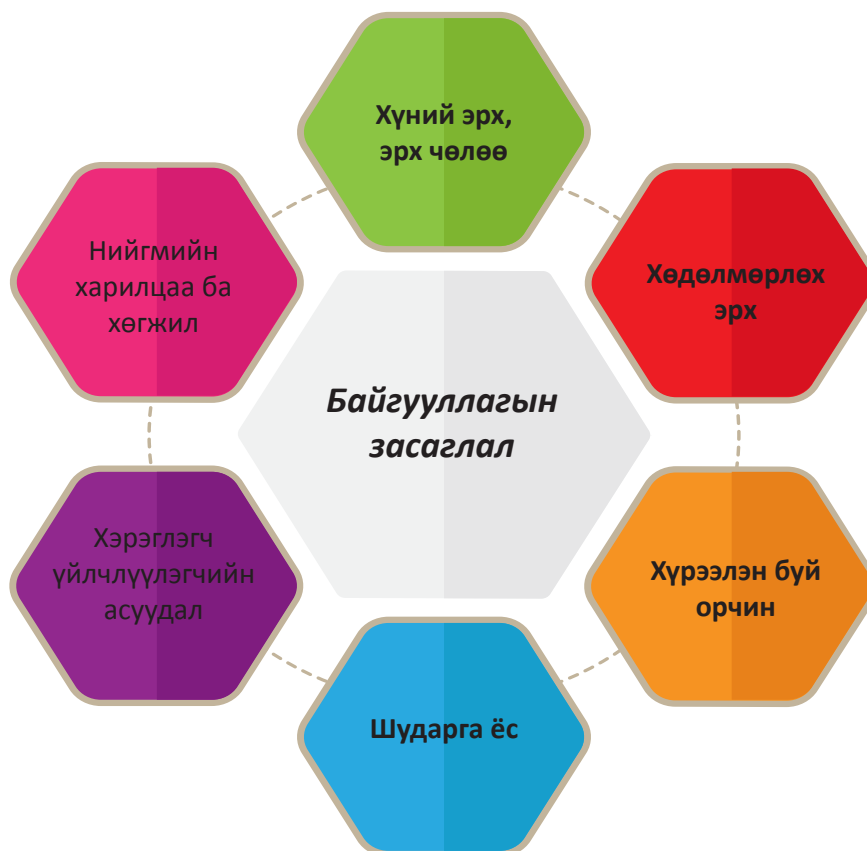 Хүний эрх,
эрх чөлөө
Нийгмийн
харилцаа ба
хөгжил
Хөдөлмөрлөх
эрх
Байгууллагын
засаглал
Хэрэглэгч
үйлчлүүлэгчийн
асуудал
Хүрээлэн буй
орчин
Шударга ёс